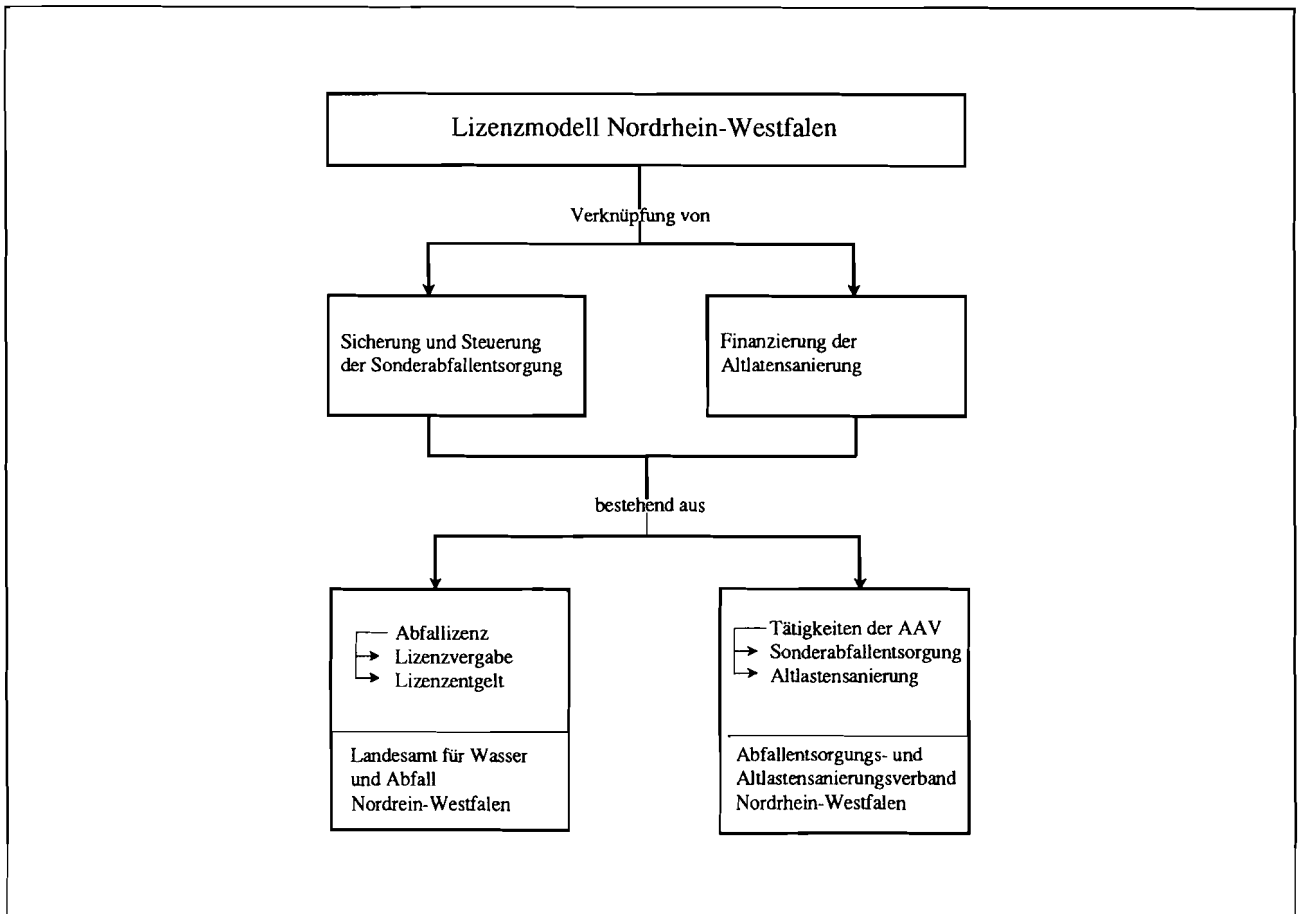 Lizenzmodell Nordrhein-Westfalen
Verknüpfung von
Sicherung und Steuerung
der Sonderabfallentsorgung
Finanzierung der
Altlatensanierung
bestehend aus
Abfallizenz
Lizenzvergabe
Lizenzentgelt
Landesamt für Wasser
und Abfall
Nordrein-Westfalen
Tätigkeiten der AAV
Sonderabfallentsorgung
Altlastensanierung
Abfallentsorgungs- und
Altlastensanierungsverband
Nordrhein-Westfalen